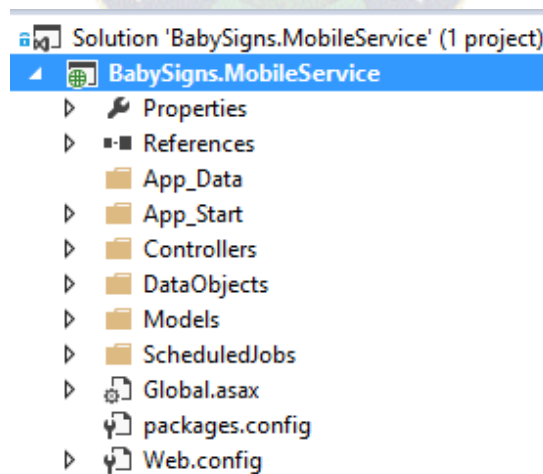 Solution 'BabySigns.MobileService' (1 project)
BabySigns.MobileService
Properties
References
App_Data
App_Start
Controllers
DataObjects
Models
ScheduledJobs
Global.asax
packages.config
Web.config